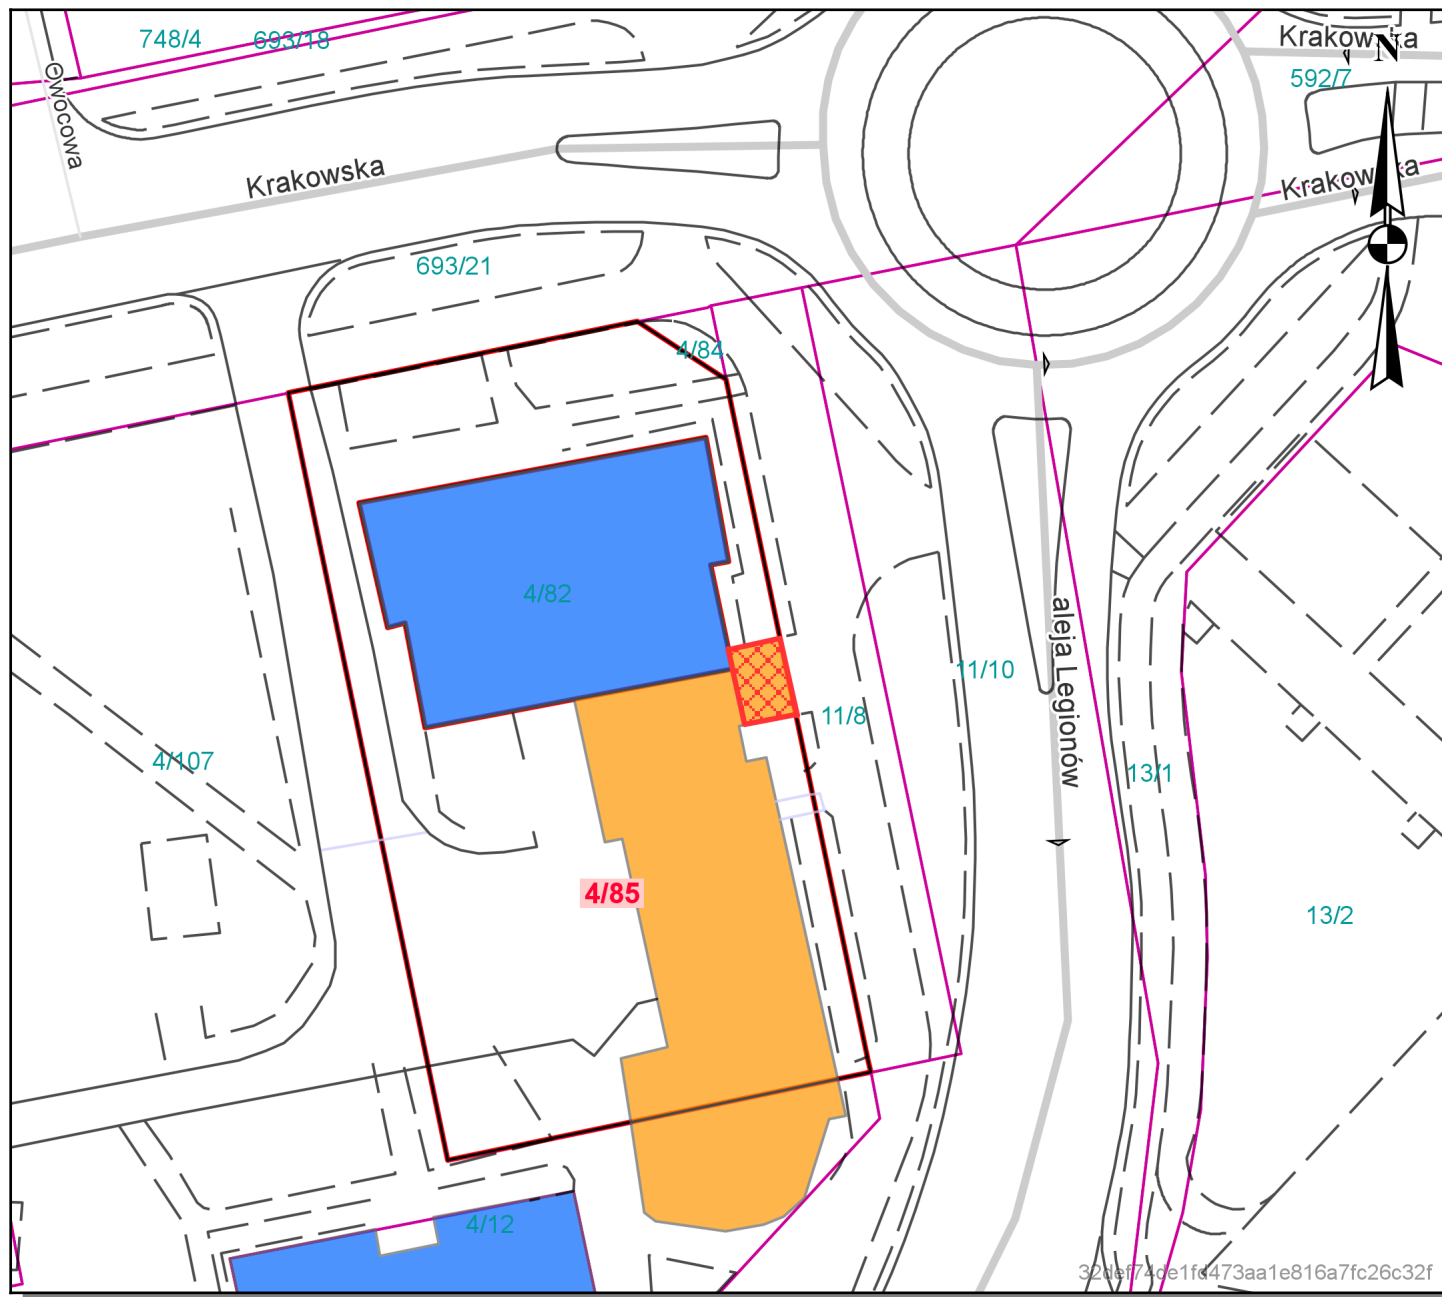 748/4
693/18
Krakowska
N
592/7
Owocowa
Krakowska
Krakowska
693/21
4/84
4/82
aleja Legionów
11/10
11/8
4/107
13/1
4/85
13/2
4/12
32def74de1fd473aa1e816a7fc26c32f